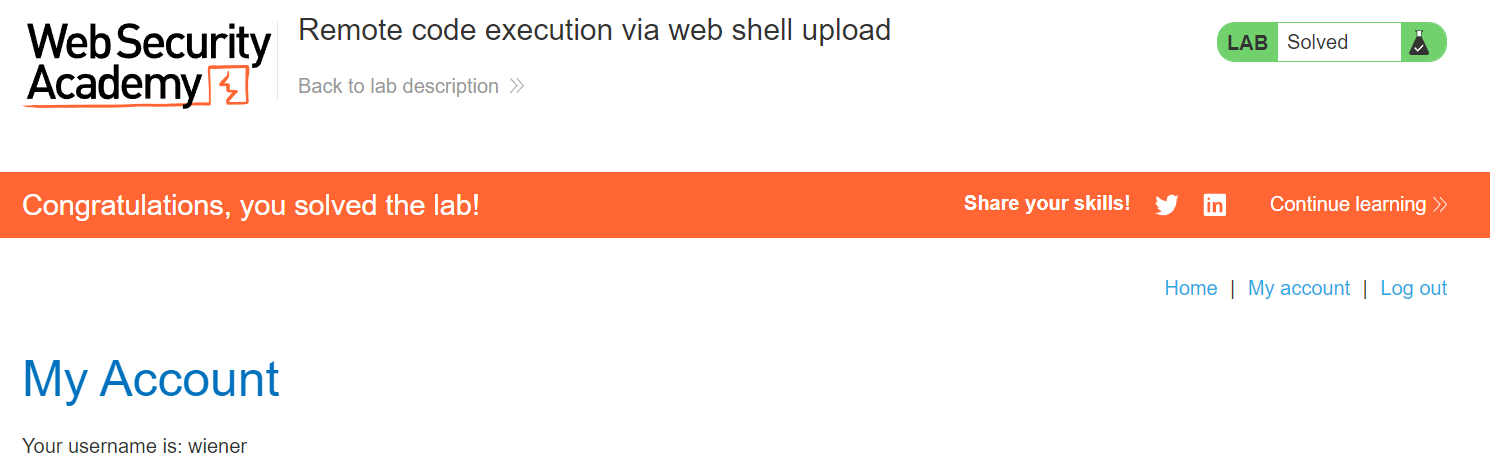 Web Security
Academy
Remote code execution via web shell upload
Back to lab description
LAB Solved
Congratulations, you solved the lab!
Share your skills!
in
Continue learning
Home | My account | Log out
My Account
Your username is: wiener